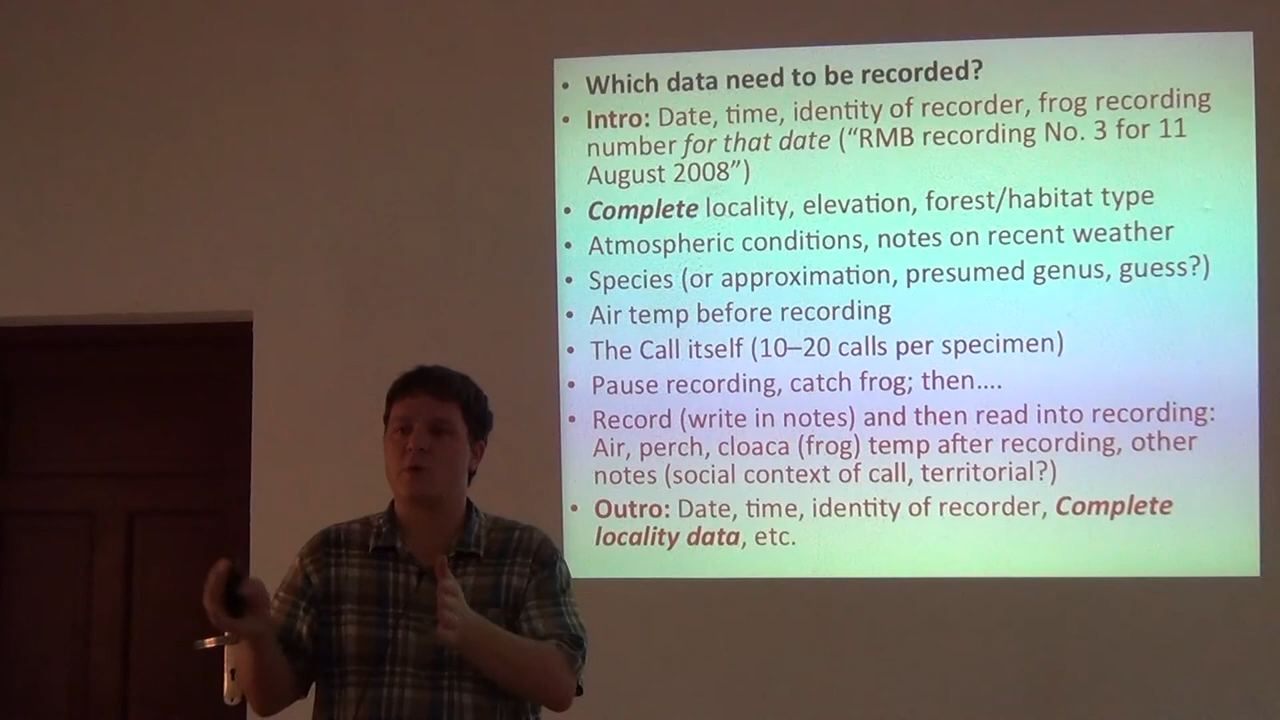 • Which data need to be recorded?
• Intro: Date, time, identity of recorder, frog recording
number for that date (“RMB recording No. 3 for 11
August 2008”)
• Complete locality, elevation, forest/habitat type
• Atmospheric conditions, notes on recent weather
• Species (or approximation, presumed genus, guess?)
• Air temp before recording
• The Call itself (10–20 calls per specimen)
• Pause recording, catch frog; then....
• Record (write in notes) and then read into recording:
Air, perch, cloaca (frog) temp after recording, other
notes (social context of call, territorial?)
• Outro: Date, time, identity of recorder, Complete
locality data, etc.